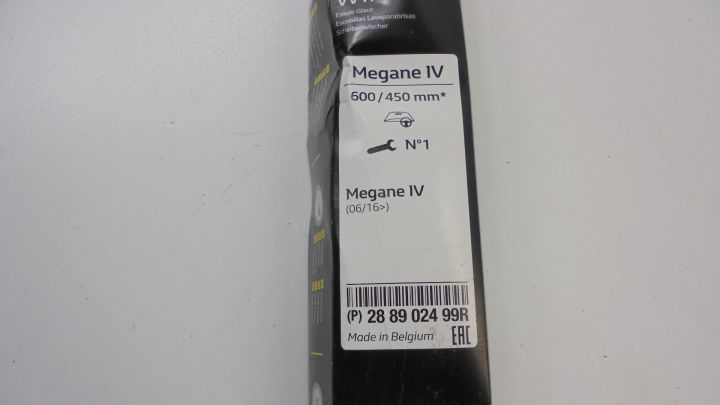 Essuie Glace
Escobillas Lavaparabrisas
Scheibenwischer
Megane IV
600/450 mm*
N°1
Megane IV
(06/16>)
(P) 28 89 024 99R
Made in Belgium EAC